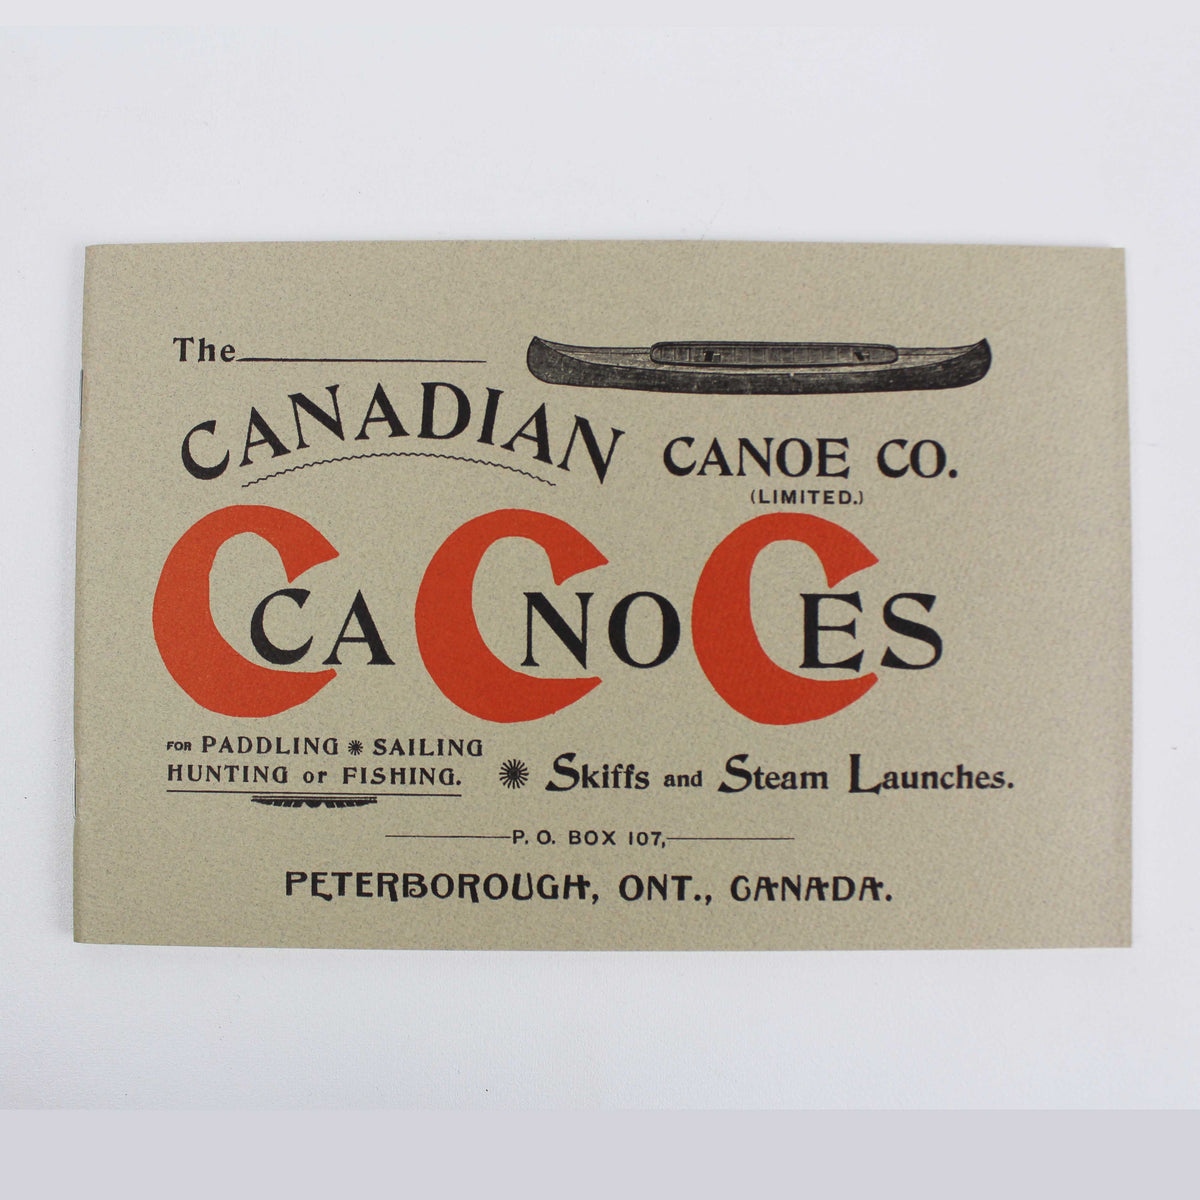 The
CANADIAN CANOE CO.
(LIMITED.)
C C C
CANOES
FOR PADDLING SAILING
HUNTING or FISHING.
Skiffs and Steam Launches.
P. O. BOX 107,
PETERBOROUGH, ONT., CANADA.